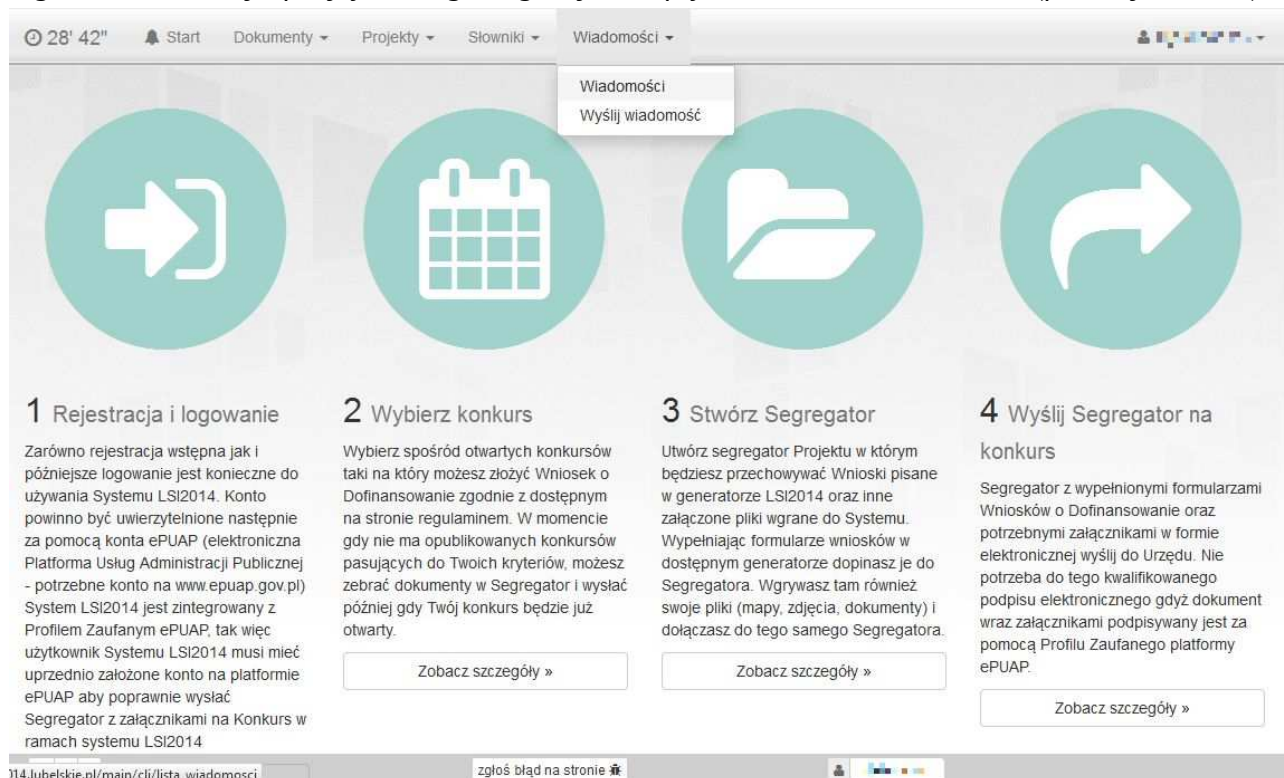 28' 42" Start Dokumenty Projekty Słowniki Wiadomości
Wiadomości
Wyślij wiadomość
1 Rejestracja i logowanie
Zarówno rejestracja wstępna jak i
późniejsze logowanie jest konieczne do
używania Systemu LSI2014. Konto
powinno być uwierzytelnione następnie
za pomocą konta ePUAP (elektroniczna
Platforma Usług Administracji Publicznej
- potrzebne konto na www.epuap.gov.pl)
System LSI2014 jest zintegrowany z
Profilem Zaufanym ePUAP, tak więc
użytkownik Systemu LSI2014 musi mieć
uprzednio założone konto na platformie
ePUAP aby poprawnie wysłać
Segregator z załącznikami na Konkurs w
ramach systemu LSI2014
2 Wybierz konkurs
Wybierz spośród otwartych konkursów
taki na który możesz złożyć Wniosek o
Dofinansowanie zgodnie z dostępnym
na stronie regulaminem. W momencie
gdy nie ma opublikowanych konkursów
pasujących do Twoich kryteriów, możesz
zebrać dokumenty w Segregator i wysłać
później gdy Twój konkurs będzie już
otwarty.
Zobacz szczegóły »
3 Stwórz Segregator
Utwórz segregator Projektu w którym
będziesz przechowywać Wnioski pisane
w generatorze LSI2014 oraz inne
załączone pliki wgrane do Systemu.
Wypełniając formularze wniosków w
dostępnym generatorze dopinasz je do
Segregatora. Wgrywasz tam również
swoje pliki (mapy, zdjęcia, dokumenty) i
dołączasz do tego samego Segregatora.
Zobacz szczegóły »
4 Wyślij Segregator na
konkurs
Segregator z wypełnionymi formularzami
Wniosków o Dofinansowanie oraz
potrzebnymi załącznikami w formie
elektronicznej wyślij do Urzędu. Nie
potrzeba do tego kwalifikowanego
podpisu elektronicznego gdyż dokument
wraz załącznikami podpisywany jest za
pomocą Profilu Zaufanego platformy
ePUAP.
Zobacz szczegóły »
014.lubelskie.pl/main/cli/lista_wiadomosci
zgłoś błąd na stronie